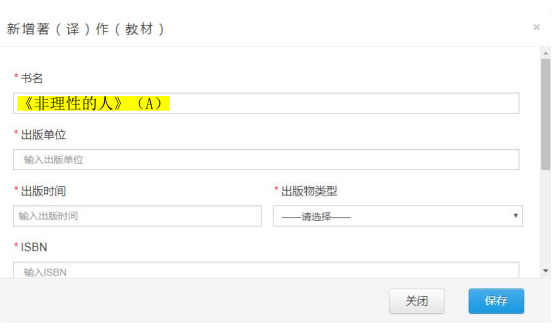 新增著（译）作（教材） ×
*书名
《非理性的人》（A）
*出版单位
输入出版单位
*出版时间 *出版物类型
输入出版时间 ——请选择——
*ISBN
输入ISBN
关闭 保存